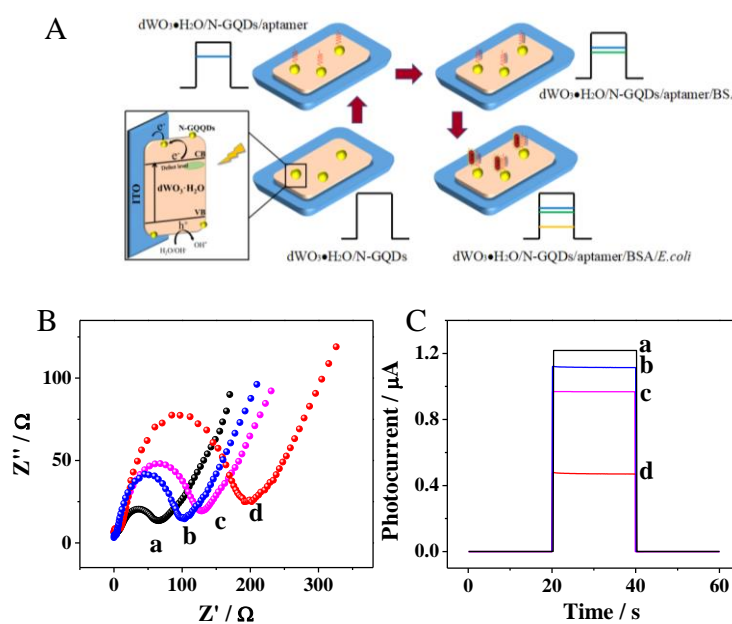 A
dWO₃•H₂O/N-GQDs/aptamer
dWO₃•H₂O/N-GQDs/aptamer/BSA
N-GQQDs
e⁻
e⁻
CB
Defect level
dWO₃·H₂O
ITO
VB
h⁺
H₂O/OH⁻
OH*
dWO₃•H₂O/N-GQDs
dWO₃•H₂O/N-GQDs/aptamer/BSA/E.coli
B
Z'' / Ω
100
50
0
a
b
c
d
0
100
200
300
Z' / Ω
C
Photocurrent / μA
1.2
0.8
0.4
0.0
a
b
c
d
0
20
40
60
Time / s